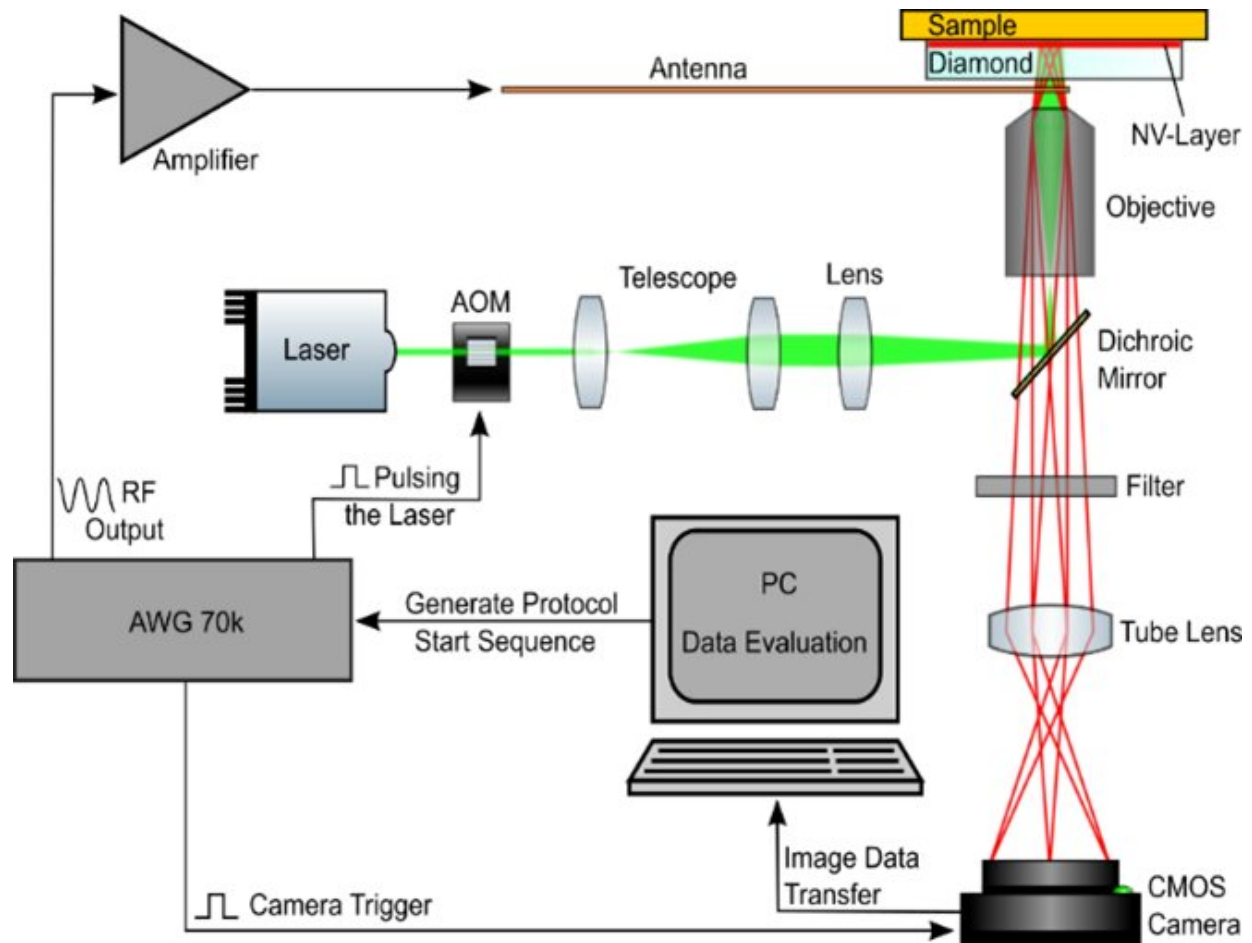 Sample
Diamond
Antenna
NV-Layer
Amplifier
Objective
Telescope
Lens
AOM
Laser
Dichroic
Mirror
Pulsing
the Laser
RF
Output
Filter
AWG 70k
Generate Protocol
Start Sequence
PC
Data Evaluation
Tube Lens
Image Data
Transfer
Camera Trigger
CMOS
Camera